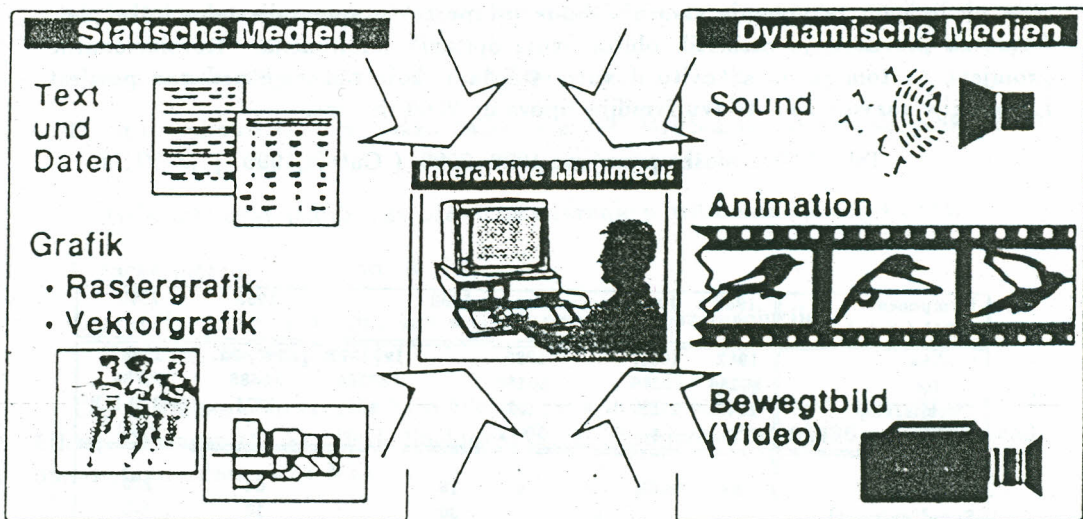 Statische Medien
Text
und
Daten
Grafik
· Rastergrafik
· Vektorgrafik
Interaktive Multimedia
Dynamische Medien
Sound
Animation
Bewegtbild
(Video)